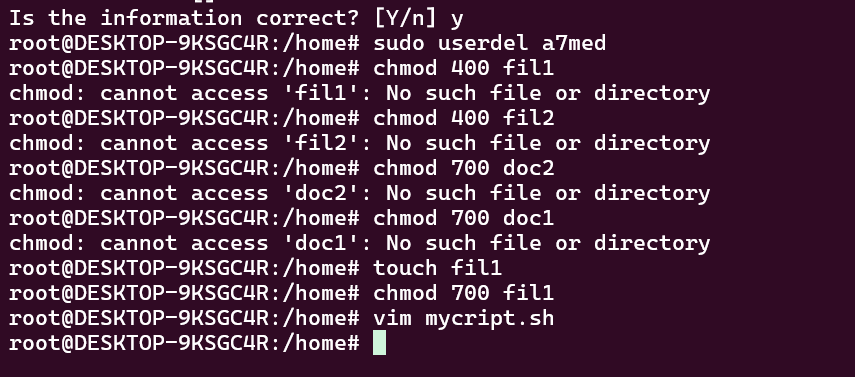 Is the information correct? [Y/n] y
root@DESKTOP-9KSGC4R:/home# sudo userdel a7med
root@DESKTOP-9KSGC4R:/home# chmod 400 fil1
chmod: cannot access 'fil1': No such file or directory
root@DESKTOP-9KSGC4R:/home# chmod 400 fil2
chmod: cannot access 'fil2': No such file or directory
root@DESKTOP-9KSGC4R:/home# chmod 700 doc2
chmod: cannot access 'doc2': No such file or directory
root@DESKTOP-9KSGC4R:/home# chmod 700 doc1
chmod: cannot access 'doc1': No such file or directory
root@DESKTOP-9KSGC4R:/home# touch fil1
root@DESKTOP-9KSGC4R:/home# chmod 700 fil1
root@DESKTOP-9KSGC4R:/home# vim mycript.sh
root@DESKTOP-9KSGC4R:/home#